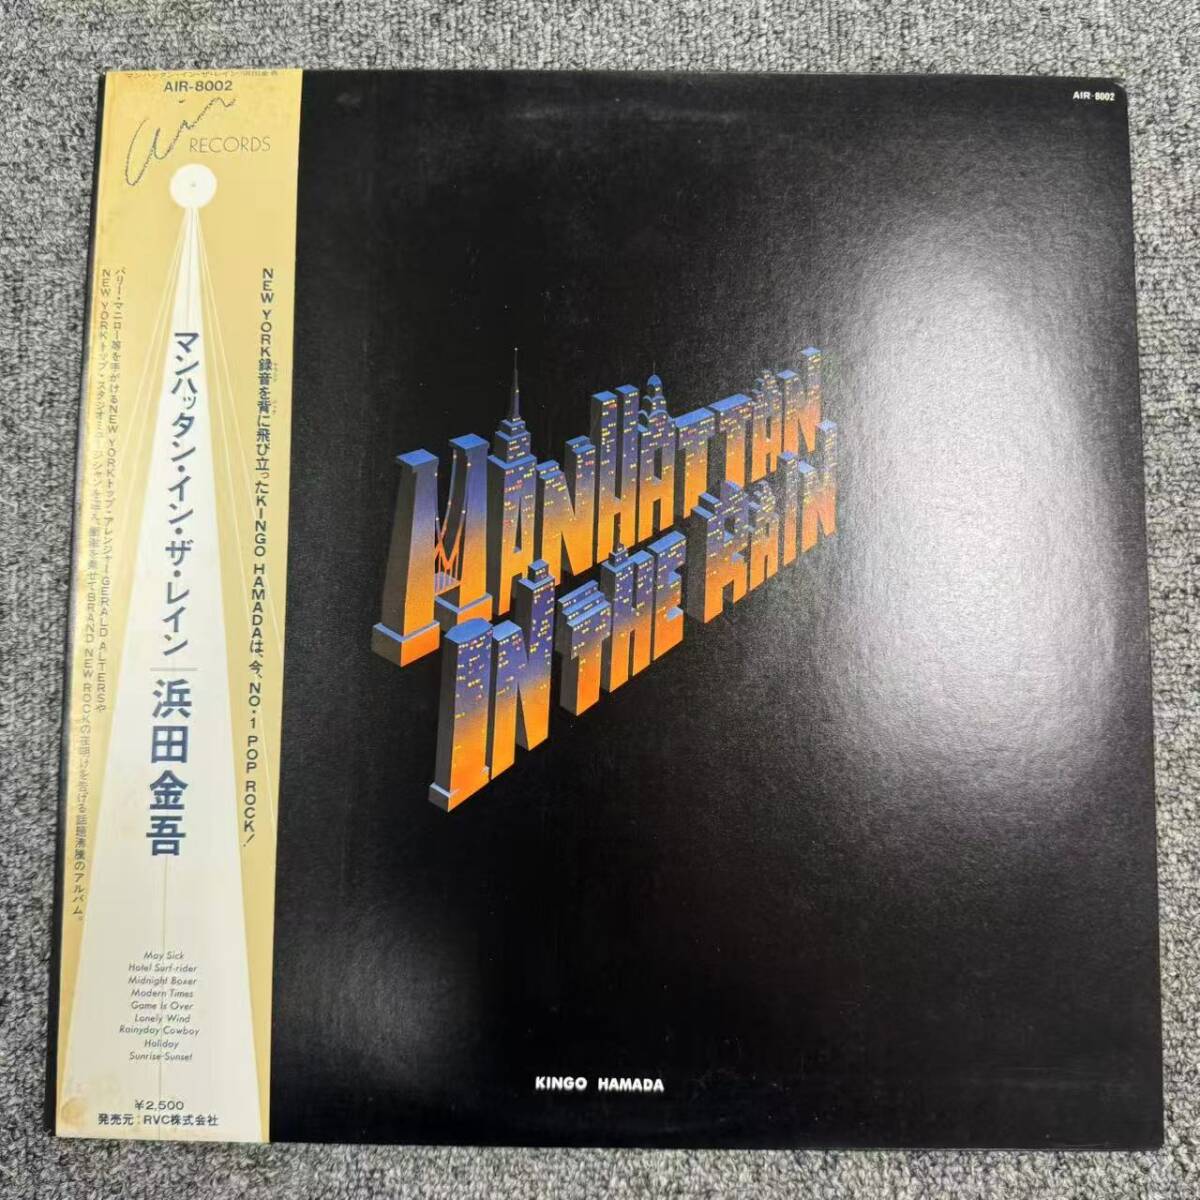 マンハッタン・イン・ザ・レイン/浜田金吾
AIR-8002
air
RECORDS
NEW YORK録音を背に飛び立ったKINGO HAMADAは、今、NO・1 POP ROCK!
マンハッタン・イン・ザ・レイン
浜田金吾
バリー・マニロー等を手がけるNEW YORKトップ・アレンジャーGERALD ALTERSや
NEW YORKトップ・スタジオミュージシャンを迎え、衝撃を乗せてBRAND NEW ROCKの夜明けを告げる話題沸騰のアルバム。
May Sick
Hotel Surf-rider
Midnight Boxer
Modern Times
Game is Over
Lonely Wind
Rainyday Cowboy
Holiday
Sunrise-Sunset
¥2,500
発売元:RVC株式会社
AIR-8002
MANHATTAN
IN THE RAIN
KINGO HAMADA